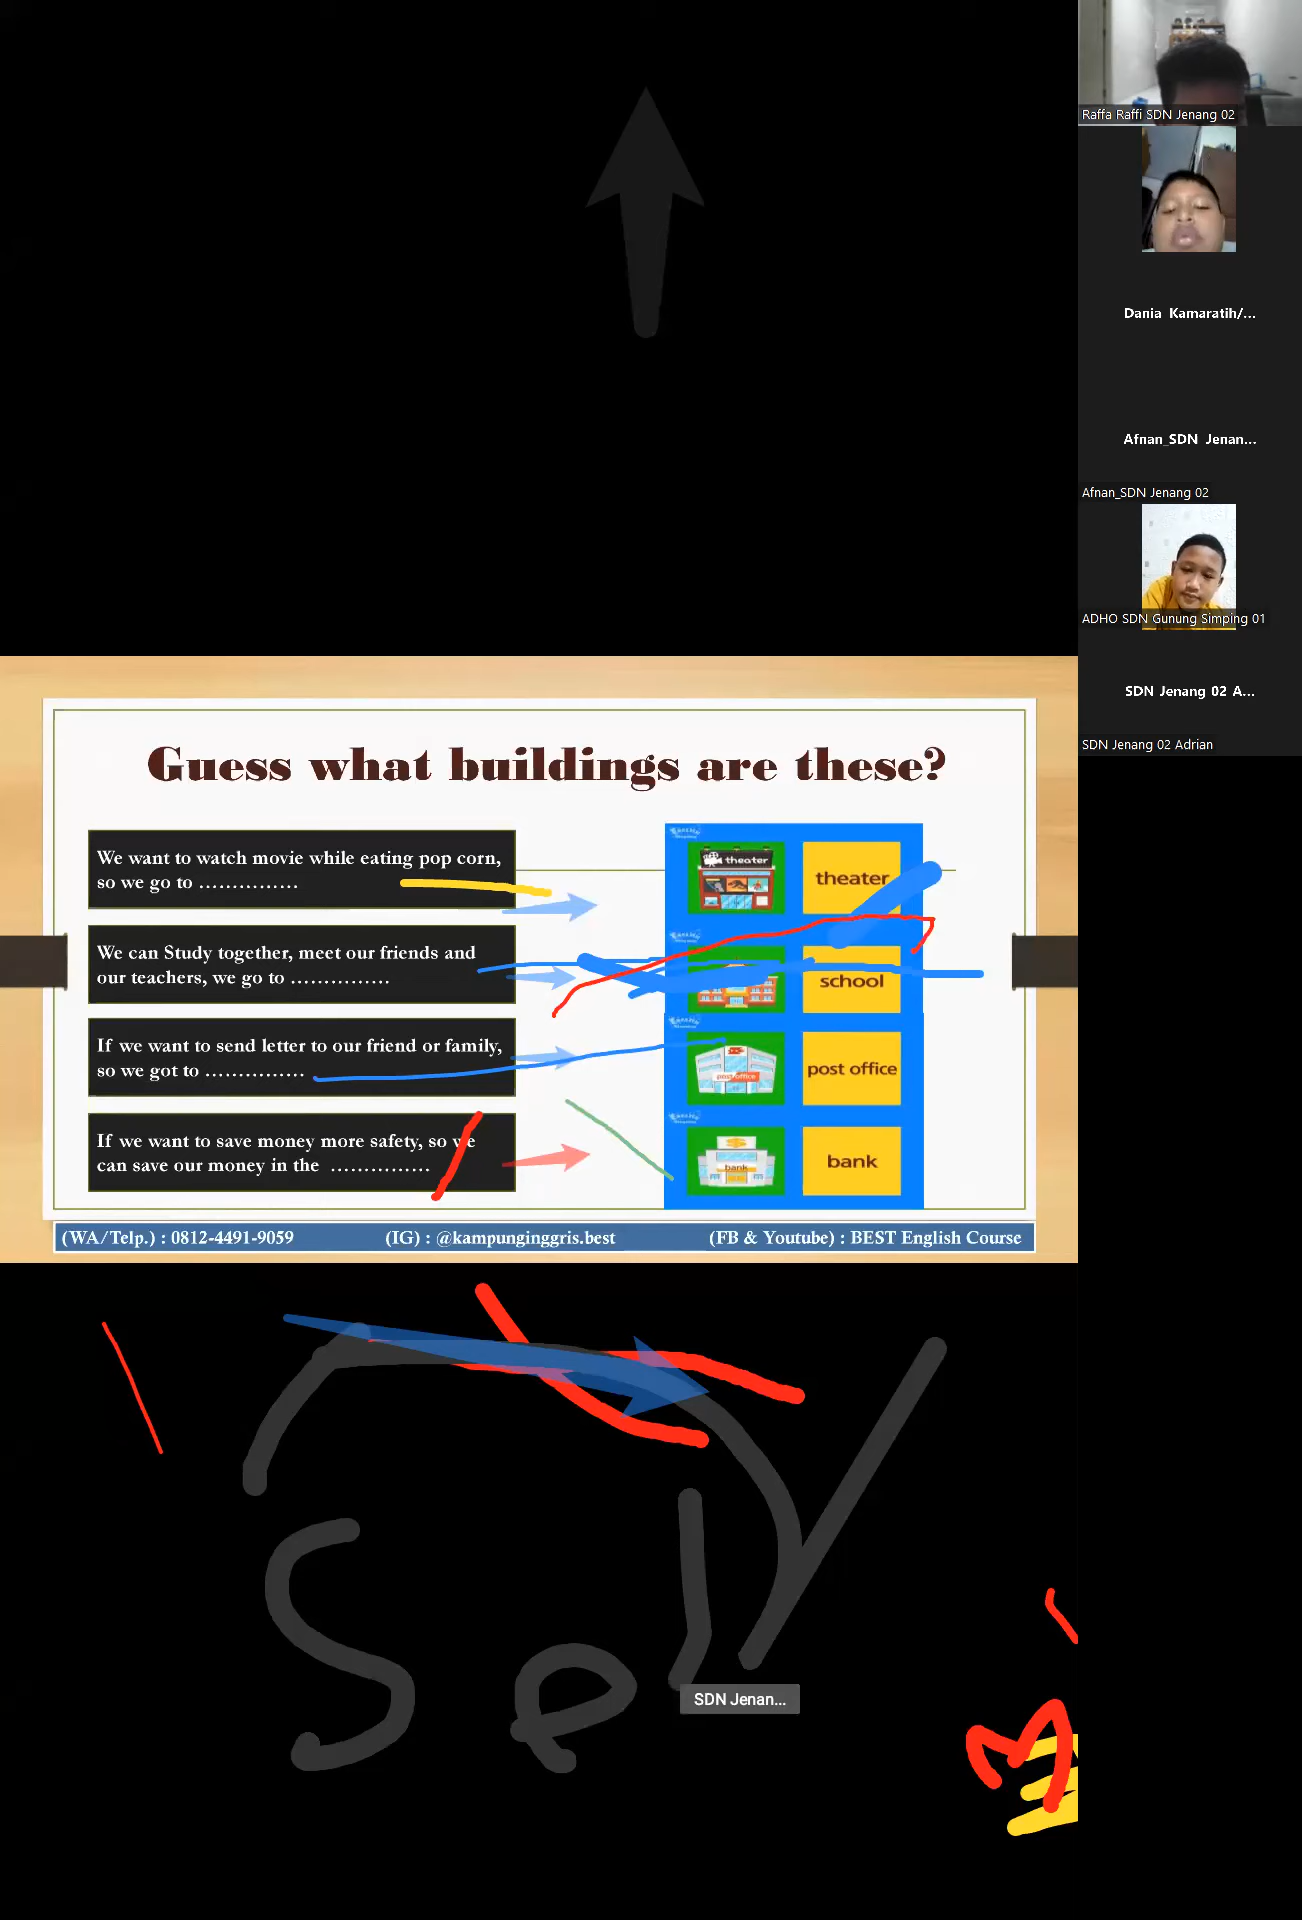 Raffa Raffi SDN Jenang 02
Dania Kamaratih/...
Afnan_SDN Jenan...
Afnan_SDN Jenang 02
ADHO SDN Gunung Simping 01
SDN Jenang 02 A...
SDN Jenang 02 Adrian
Guess what buildings are these?
We want to watch movie while eating pop corn,
so we go to ...............
theater
theater
We can Study together, meet our friends and
our teachers, we go to ...............
school
If we want to send letter to our friend or family,
so we got to ...............
post office
post office
If we want to save money more safety, so we
can save our money in the ...............
bank
bank
(WA/Telp.) : 0812-4491-9059 (IG) : @kampunginggris.best (FB & Youtube) : BEST English Course
SDN Jenan...